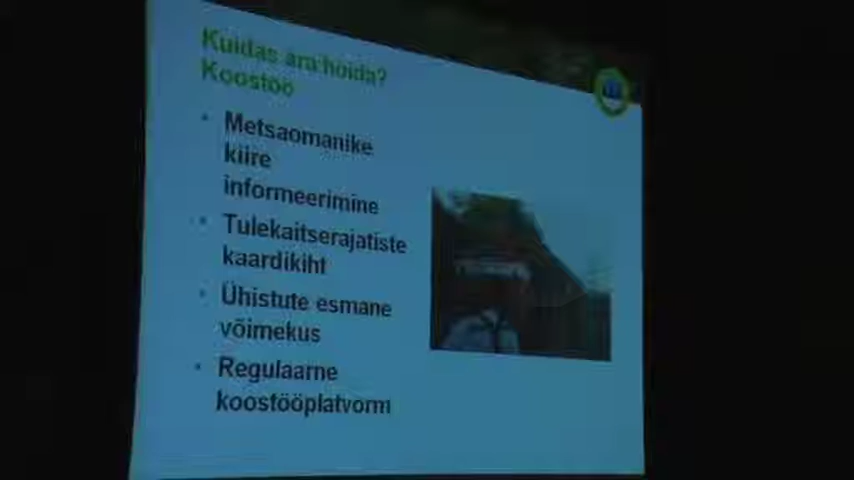 Kuidas ära hoida?
Koostöö
Metsaomanike
kiire
informeerimine
Tulekaitserajatiste
kaardikiht
Ühistute esmane
võimekus
Regulaarne
koostööplatvorm